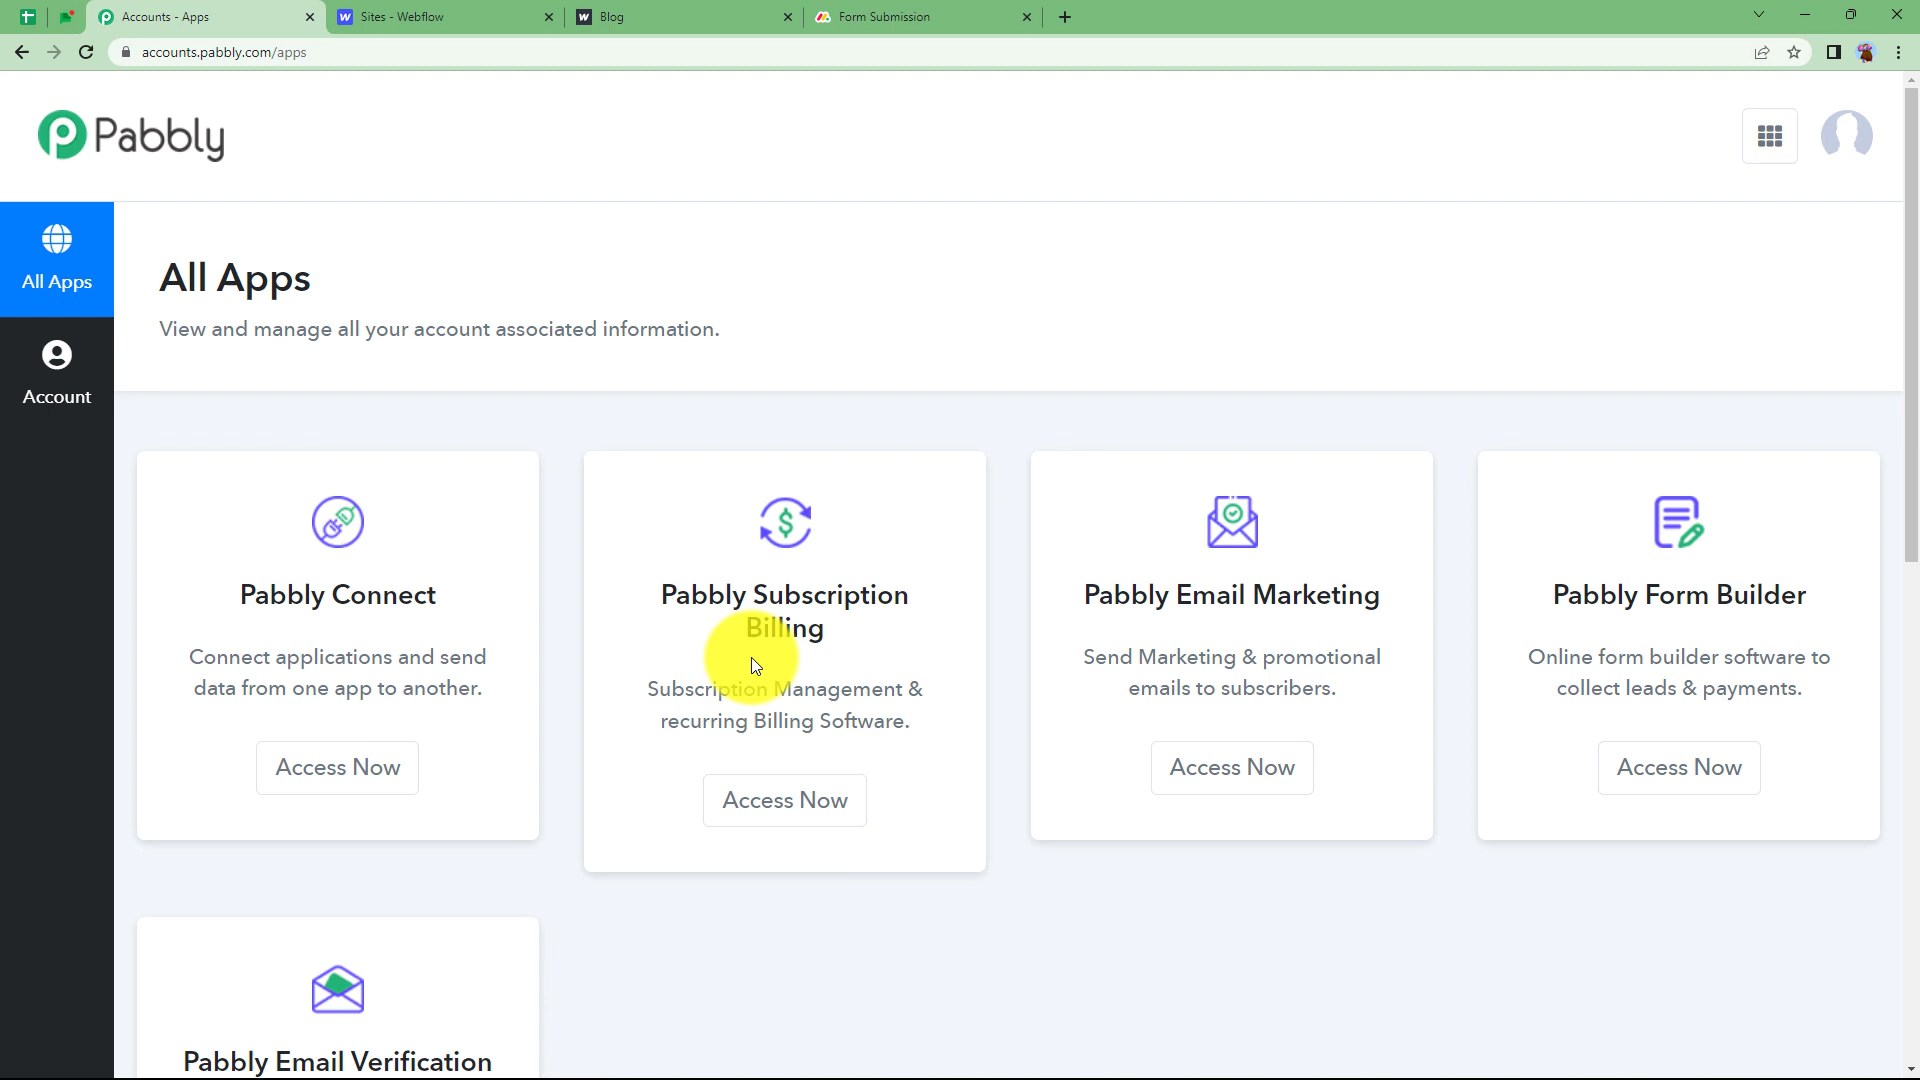 Accounts - Apps
Sites - Webflow
Blog
Form Submission
accounts.pabbly.com/apps
Pabbly
All Apps
Account
All Apps
View and manage all your account associated information.
Pabbly Connect
Connect applications and send
data from one app to another.
Access Now
Pabbly Subscription
Billing
Subscription Management &
recurring Billing Software.
Access Now
Pabbly Email Marketing
Send Marketing & promotional
emails to subscribers.
Access Now
Pabbly Form Builder
Online form builder software to
collect leads & payments.
Access Now
Pabbly Email Verification